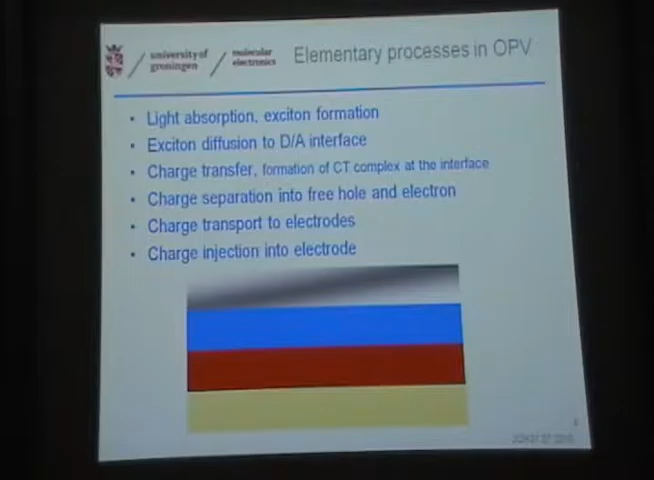 university of
groningen
molecular
electronics
Elementary processes in OPV
• Light absorption, exciton formation
• Exciton diffusion to D/A interface
• Charge transfer, formation of CT complex at the interface
• Charge separation into free hole and electron
• Charge transport to electrodes
• Charge injection into electrode